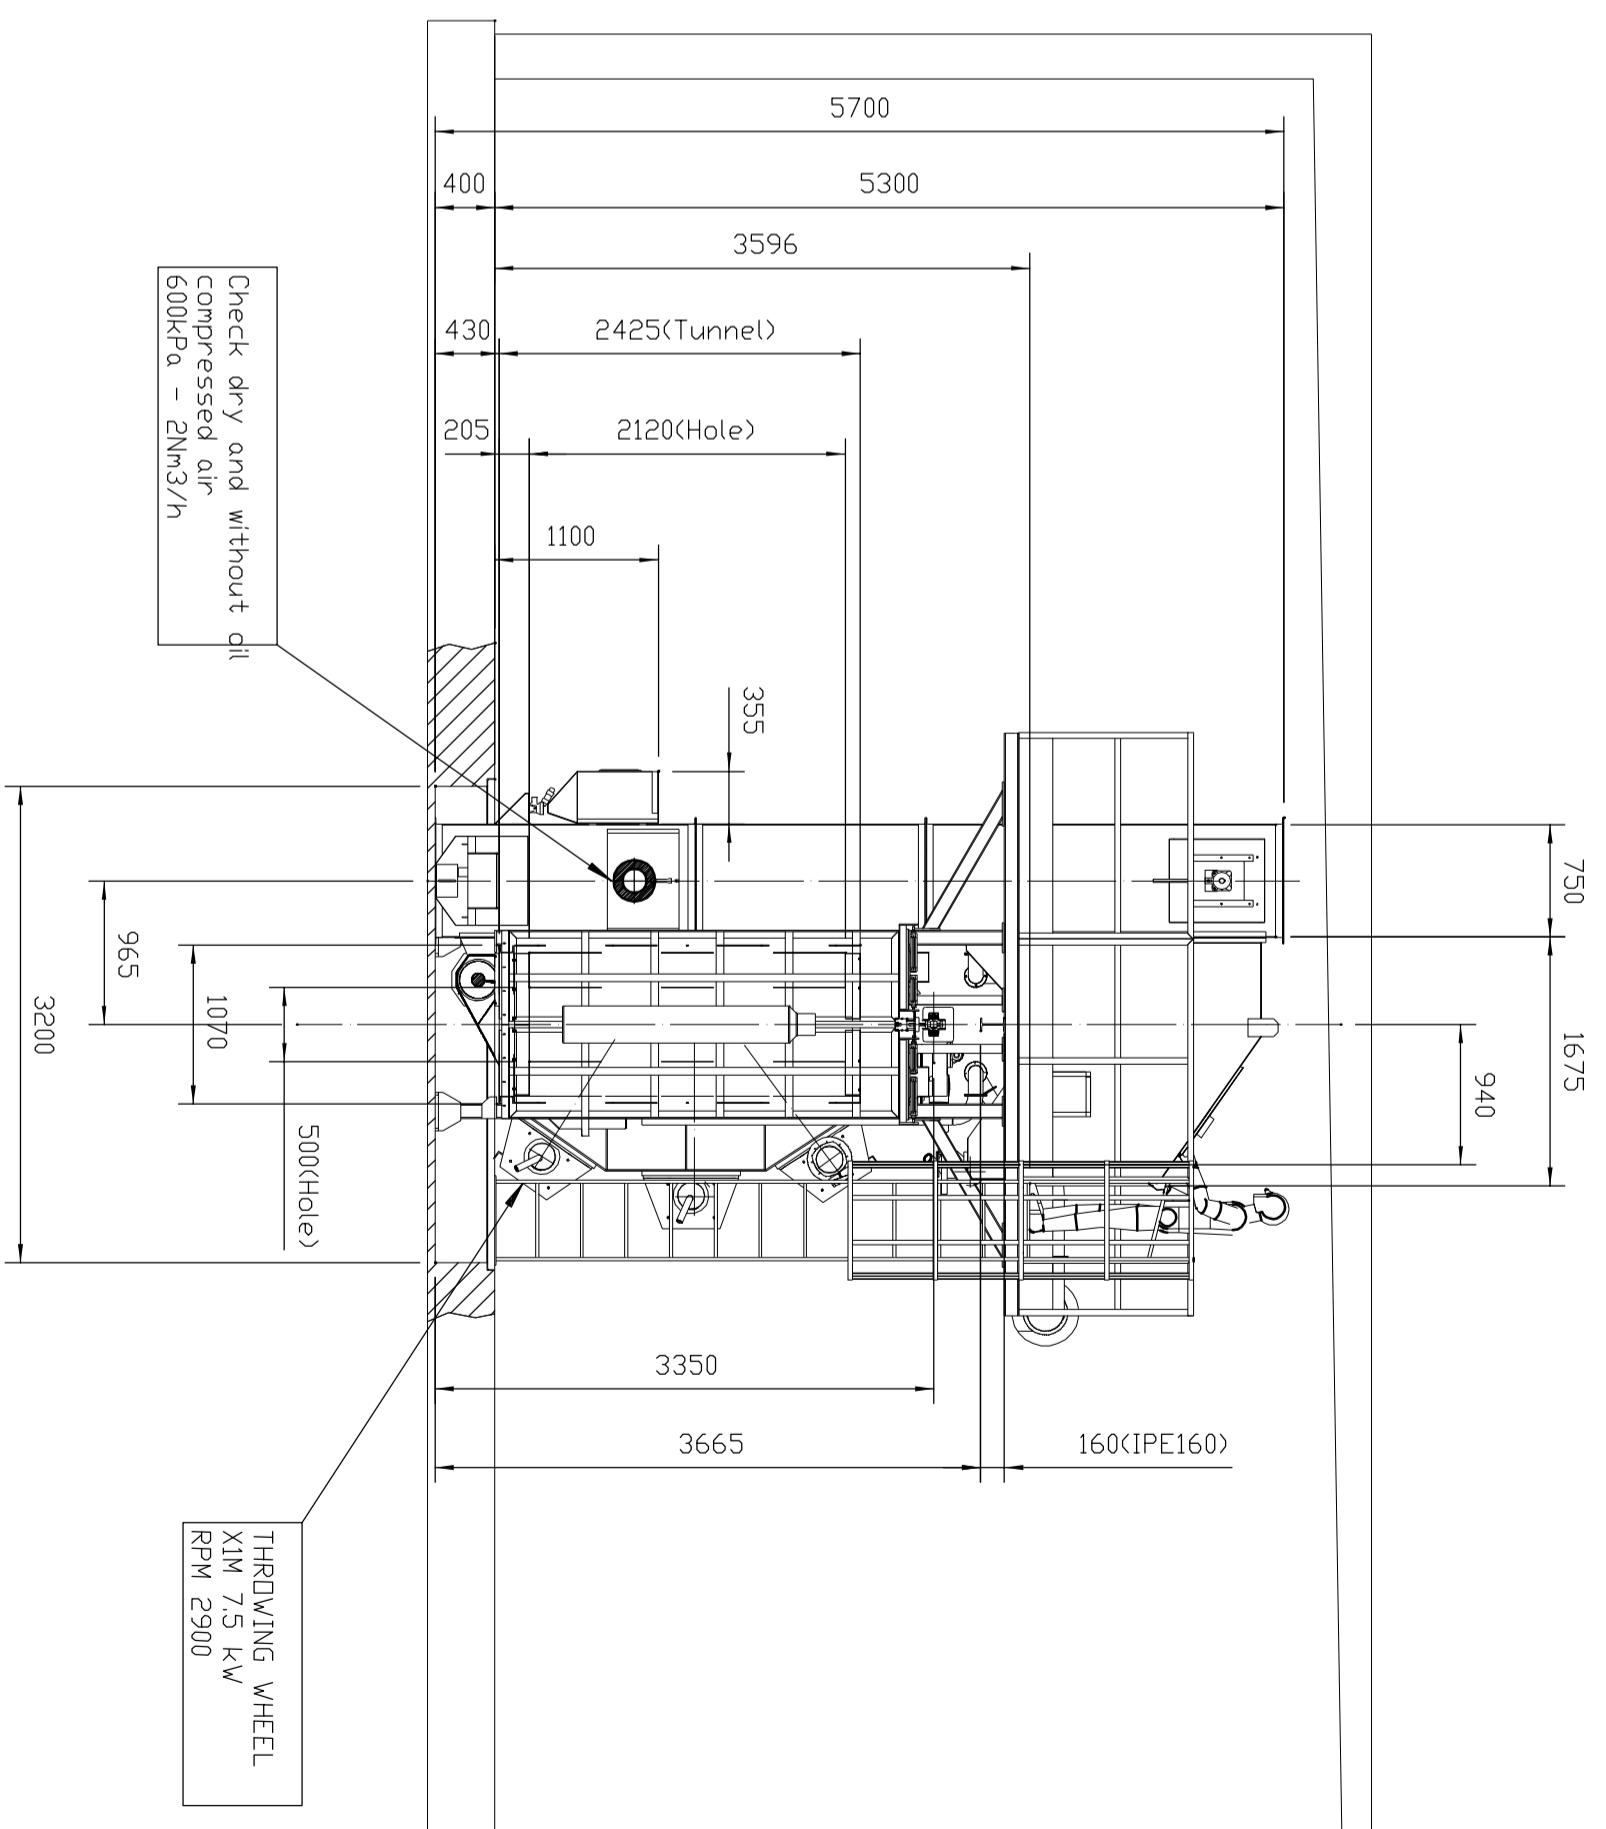 5700
400
5300
3596
430
2425(Tunnel)
205
2120(Hole)
1100
Check dry and without oil
compressed air
600kPa - 2Nm3/h
355
750
1675
940
965
1070
3200
500(Hole)
3350
3665
160(IPE160)
THROWING WHEEL
X1M 7,5 kW
RPM 2900